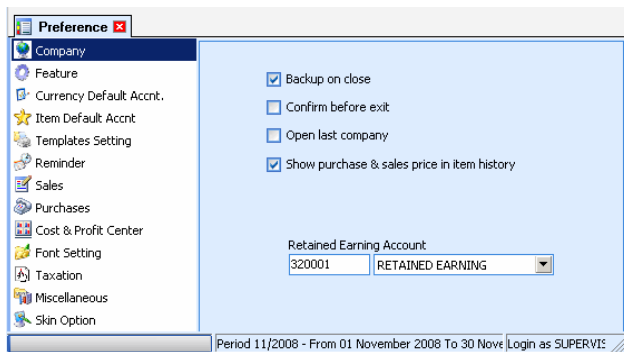 Preference
Company
Feature
Currency Default Accnt.
Item Default Accnt
Templates Setting
Reminder
Sales
Purchases
Cost & Profit Center
Font Setting
Taxation
Miscellaneous
Skin Option
Backup on close
Confirm before exit
Open last company
Show purchase & sales price in item history
Retained Earning Account
320001 RETAINED EARNING
Period 11/2008 - From 01 November 2008 To 30 Nove Login as SUPERVIS